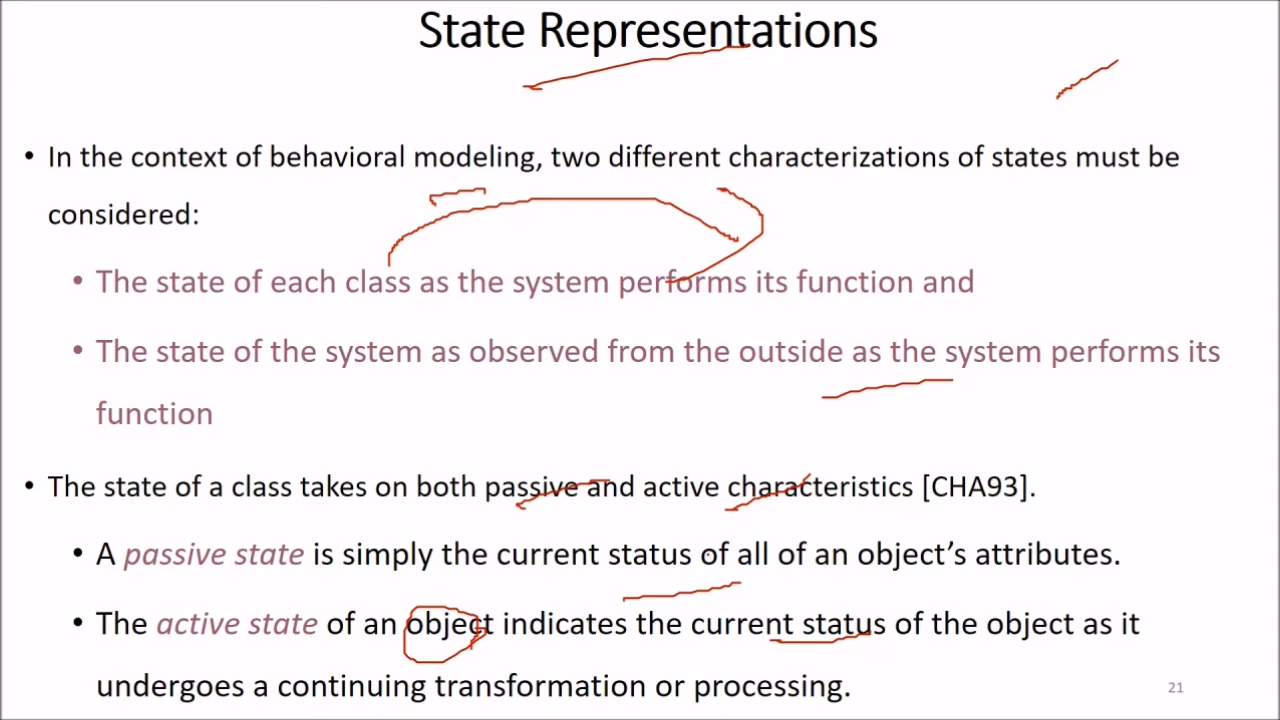 State Representations
• In the context of behavioral modeling, two different characterizations of states must be
considered:
• The state of each class as the system performs its function and
• The state of the system as observed from the outside as the system performs its
function
• The state of a class takes on both passive and active characteristics [CHA93].
• A passive state is simply the current status of all of an object’s attributes.
• The active state of an object indicates the current status of the object as it
undergoes a continuing transformation or processing.
21